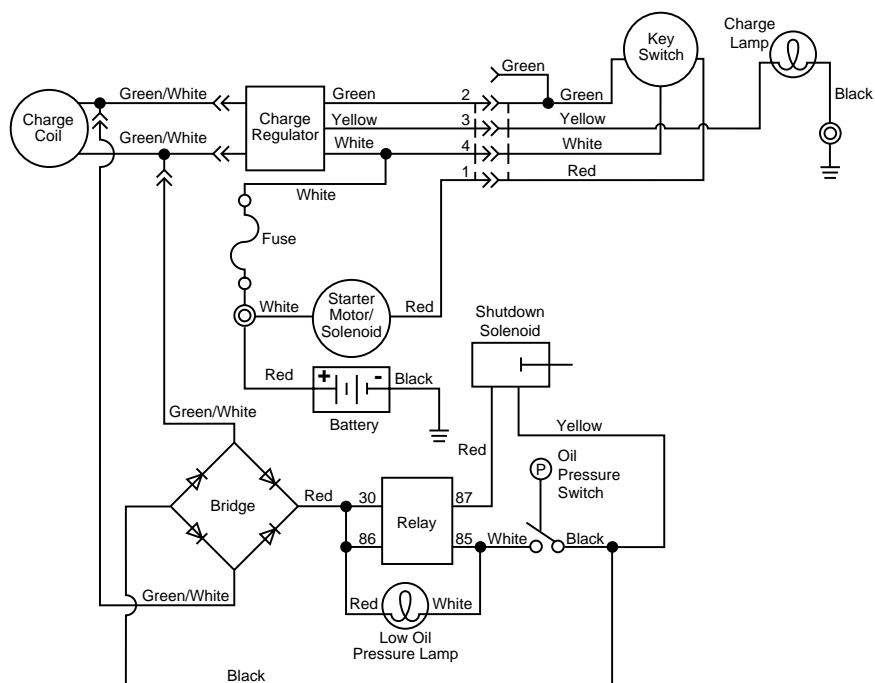 Charge
Lamp
Key
Switch
Green
Green/White
Green
2
Green
Black
Charge
Coil
Charge
Regulator
Yellow
3
Yellow
Green/White
White
4
White
1
Red
White
Fuse
White
Starter
Motor/
Solenoid
Red
Shutdown
Solenoid
Red
+
-
Black
Battery
Green/White
Yellow
Red
Oil
Pressure
Switch
P
Bridge
Red
30
87
Relay
86
85
White
Black
Green/White
Red
White
Low Oil
Pressure Lamp
Black